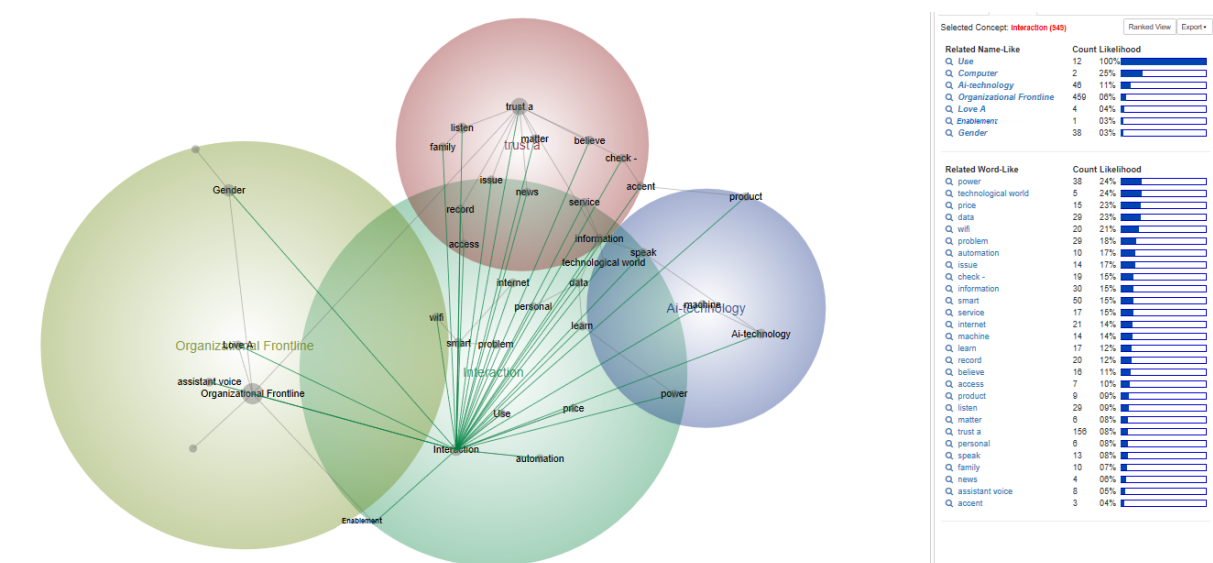 trust a
listen
matter
family
trust a
believe
check -
issue
accent
Gender
news
product
service
record
information
access
speak
technological world
internet
data
personal
machine
Ai-technology
wifi
learn
Ai-technology
Love A
Organizational Frontline
smart
problem
Interaction
assistant voice
Organizational Frontline
power
Use
price
Interaction
automation
Enablement
Selected Concept: Interaction (949)
Ranked View
Export
Related Name-Like Count Likelihood
Use 12 100%
Computer 2 25%
Ai-technology 46 11%
Organizational Frontline 459 06%
Love A 4 04%
Enablement 1 03%
Gender 38 03%
Related Word-Like Count Likelihood
power 38 24%
technological world 5 24%
price 15 23%
data 29 23%
wifi 20 21%
problem 29 18%
automation 10 17%
issue 14 17%
check - 19 15%
information 30 15%
smart 50 15%
service 17 15%
internet 21 14%
machine 14 14%
learn 17 12%
record 20 12%
believe 16 11%
access 7 10%
product 9 09%
listen 29 09%
matter 6 08%
trust a 156 08%
personal 6 08%
speak 13 08%
family 10 07%
news 4 06%
assistant voice 8 05%
accent 3 04%